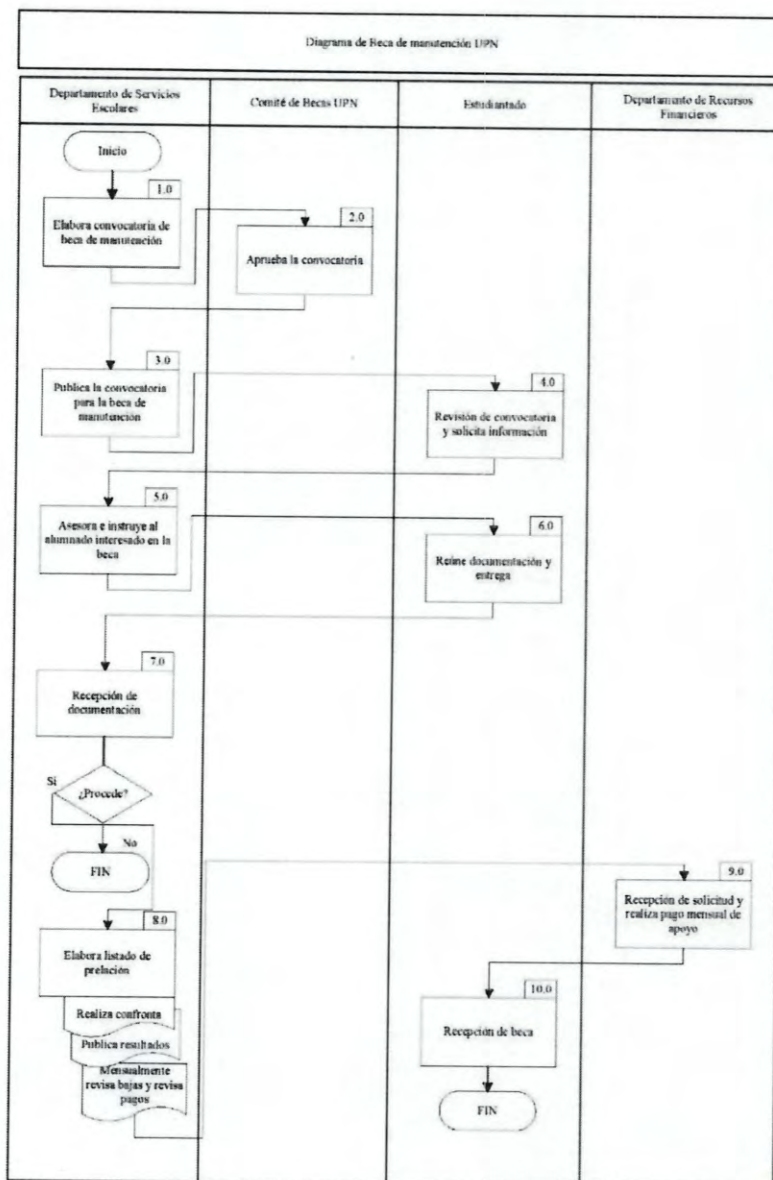 Diagrama de Beca de manutención UPN
Departamento de Servicios
Escolares
Comité de Becas UPN
Estudiantado
Departamento de Recursos
Financieros
Inicio
1.0
Elabora convocatoria de
beca de manutención
2.0
Aprueba la convocatoria
3.0
Publica la convocatoria
para la beca de
manutención
4.0
Revisión de convocatoria
y solicita información
5.0
Asesora e instruye al
alumnado interesado en la
beca
6.0
Reúne documentación y
entrega
7.0
Recepción de
documentación
Sí
¿Procede?
No
FIN
8.0
Elabora listado de
prelación
Realiza confronta
Publica resultados
Mensualmente
revisa bajas y revisa
pagos
9.0
Recepción de solicitud y
realiza pago mensual de
apoyo
10.0
Recepción de beca
FIN